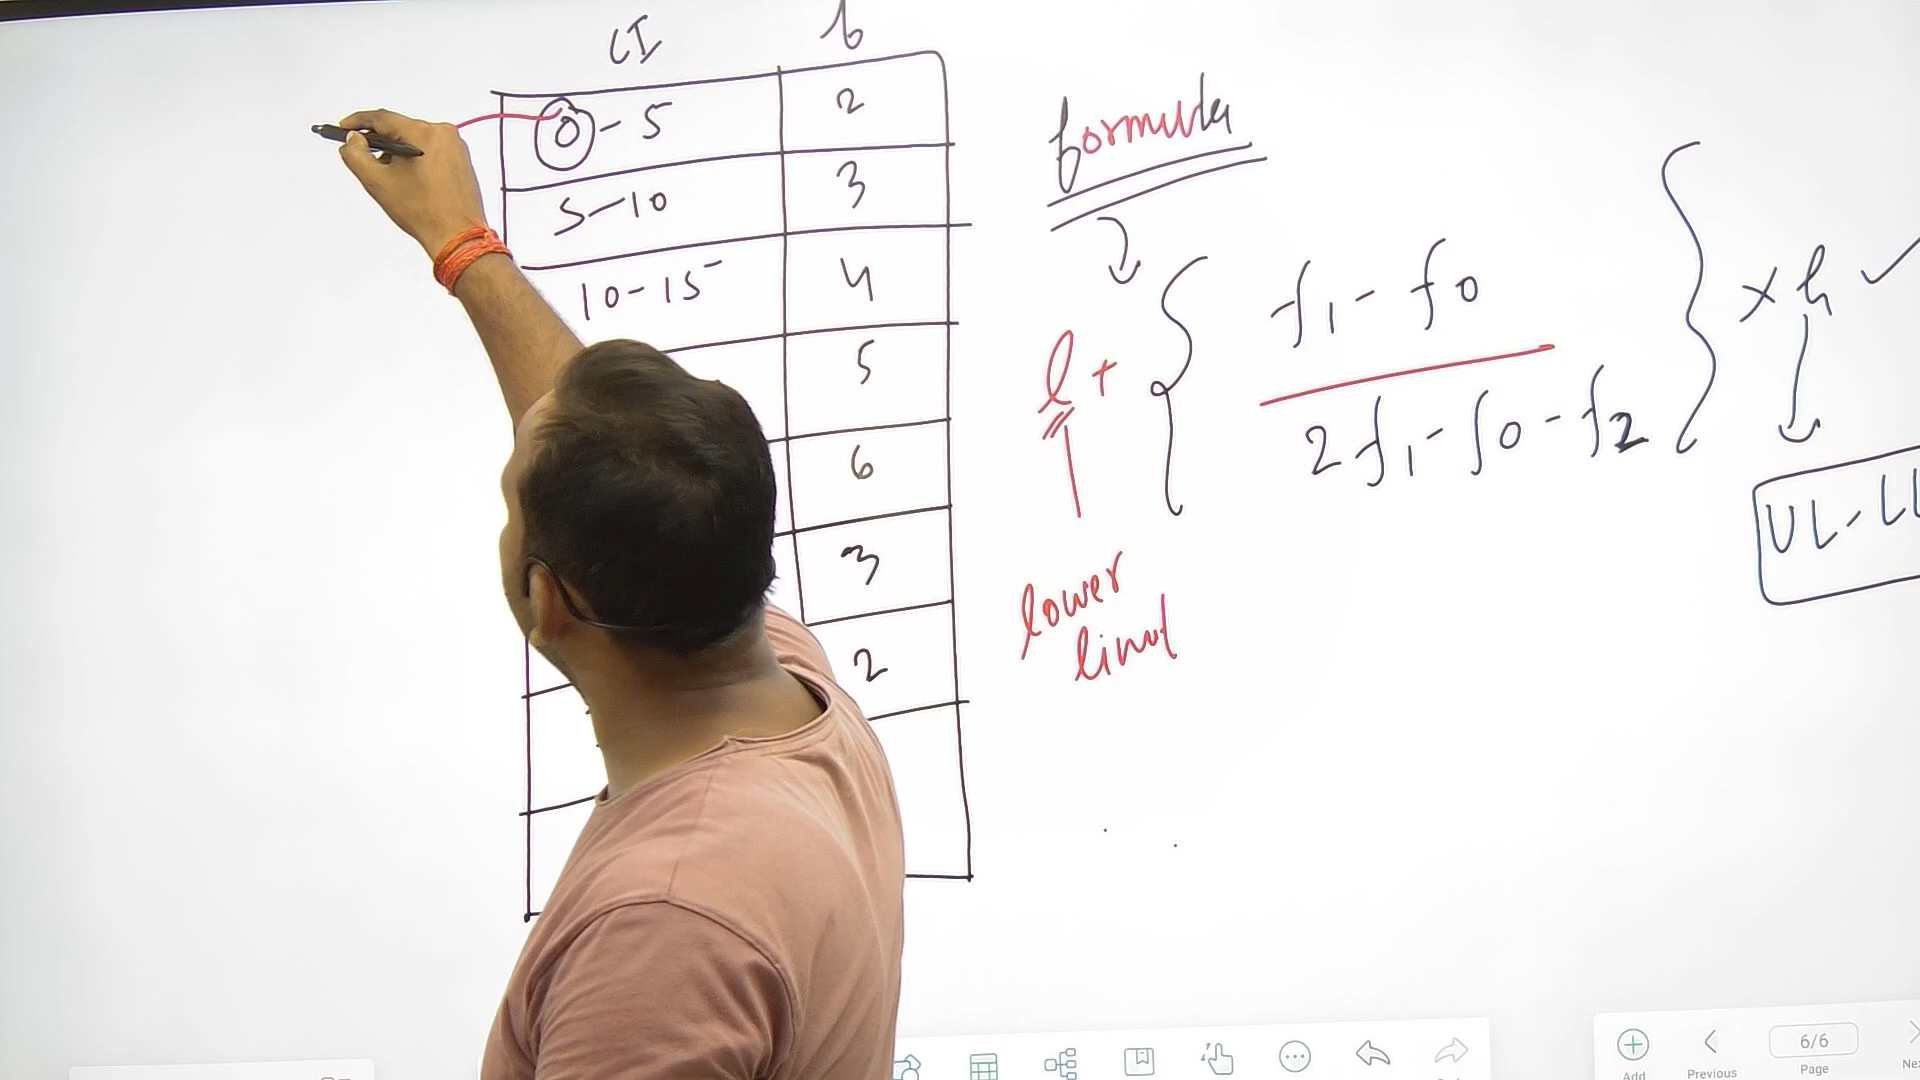 CI f
0-5 2
5-10 3
10-15 4
5
6
3
2
formula
l + { f1 - f0 / 2f1 - f0 - f2 } × h ✓
UL-LL
lower
limit
Add
Previous
6/6
Page